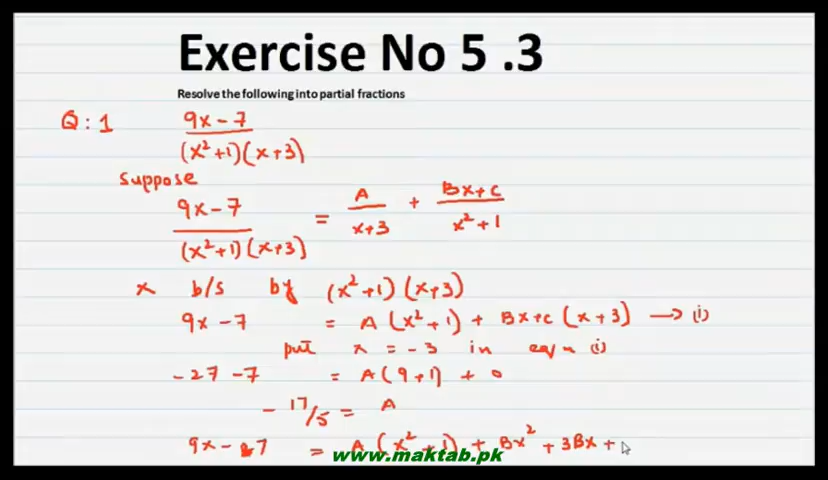 Exercise No 5 .3
Resolve the following into partial fractions
Q : 1 9x - 7
(x² + 1) (x + 3)
Suppose
9x - 7 / (x² + 1) (x + 3) = A / x + 3 + Bx + c / x² + 1
x b/s by (x² + 1) (x + 3)
9x - 7 = A (x² + 1) + Bx + c (x + 3) → (i)
put x = - 3 in eqn (i)
- 27 - 7 = A (9 + 1) + 0
- 17/5 = A
9x - 7 = A (x² + 1) + Bx² + 3Bx +
www.maktab.pk